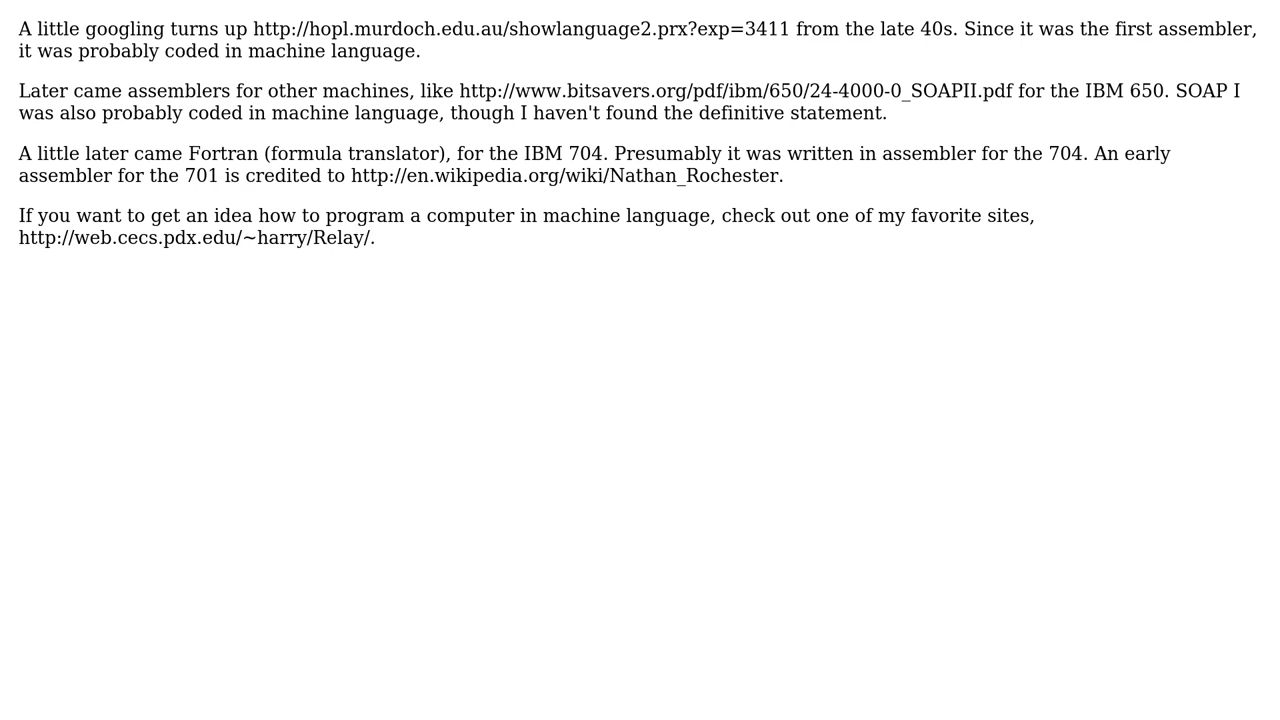 A little googling turns up http://hopl.murdoch.edu.au/showlanguage2.prx?exp=3411 from the late 40s. Since it was the first assembler,
it was probably coded in machine language.
Later came assemblers for other machines, like http://www.bitsavers.org/pdf/ibm/650/24-4000-0_SOAPII.pdf for the IBM 650. SOAP I
was also probably coded in machine language, though I haven't found the definitive statement.
A little later came Fortran (formula translator), for the IBM 704. Presumably it was written in assembler for the 704. An early
assembler for the 701 is credited to http://en.wikipedia.org/wiki/Nathan_Rochester.
If you want to get an idea how to program a computer in machine language, check out one of my favorite sites,
http://web.cecs.pdx.edu/~harry/Relay/.